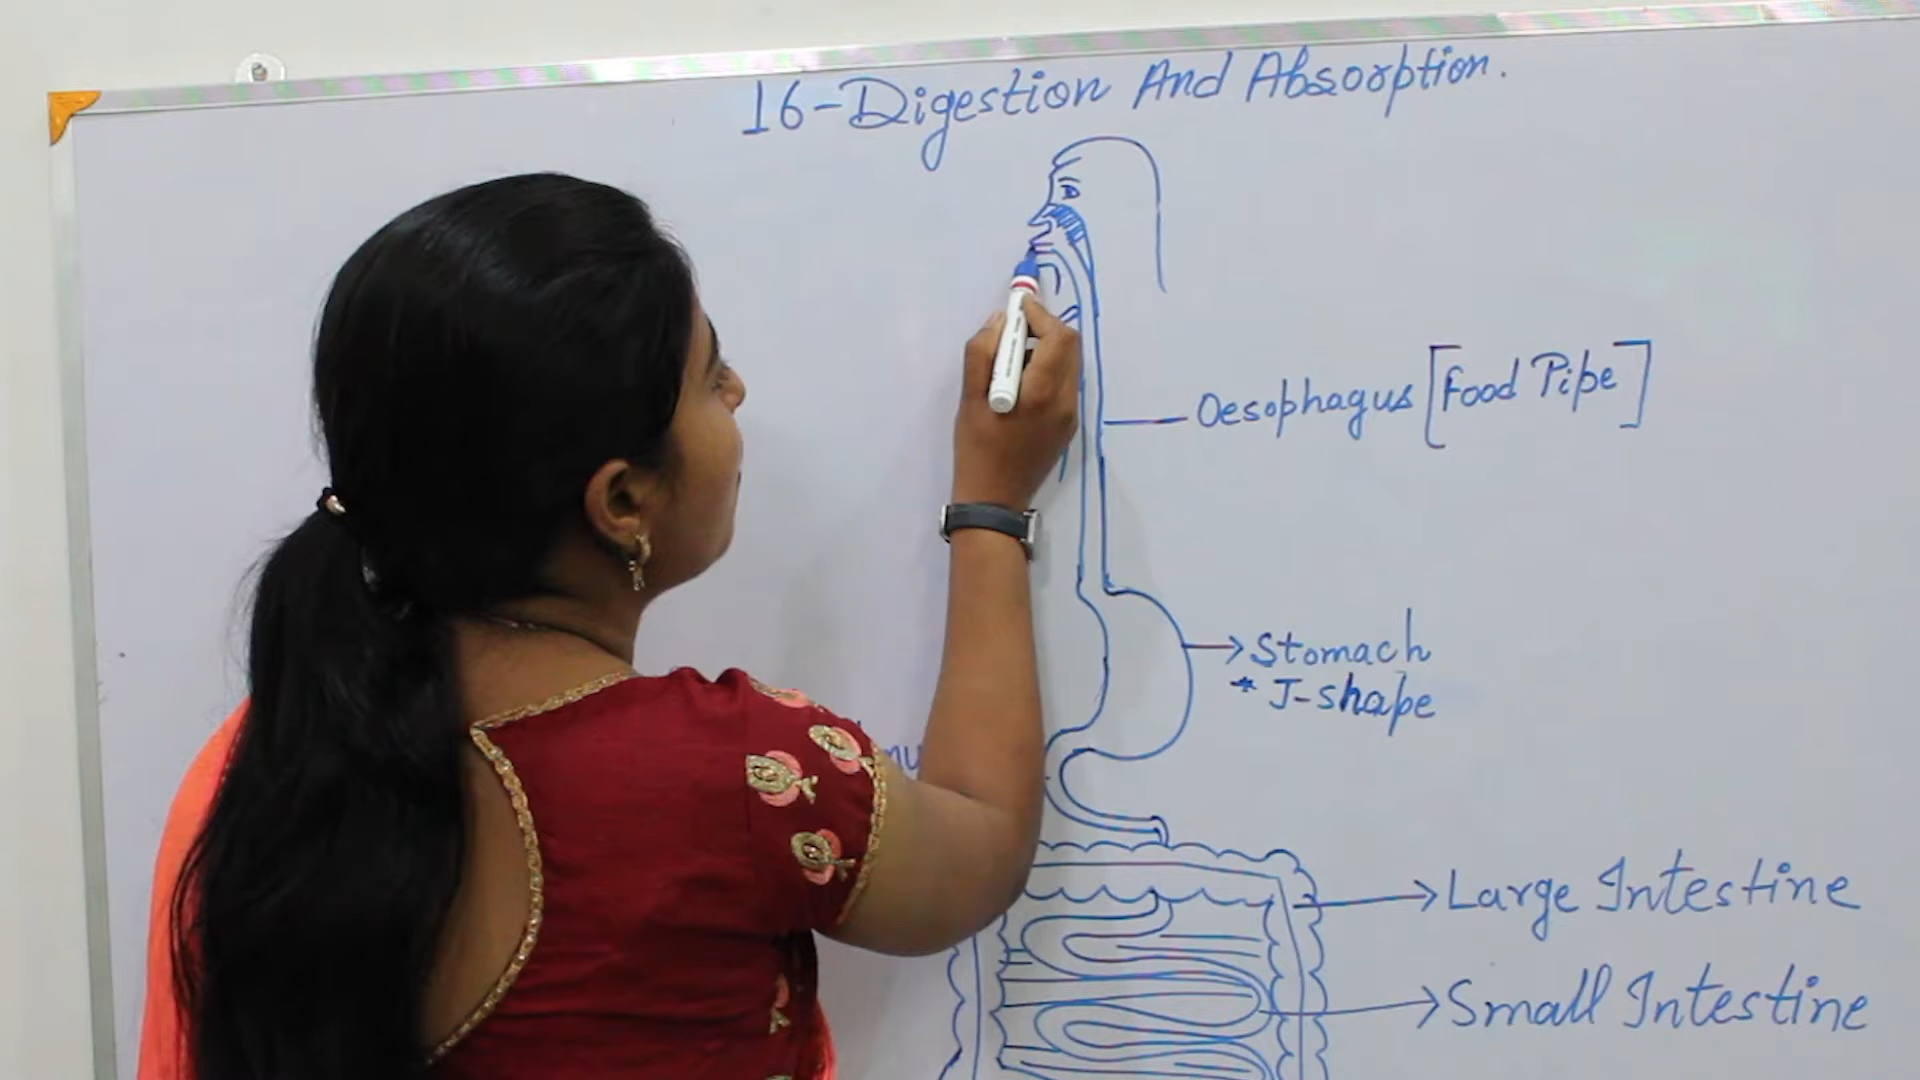 16-Digestion And Absorption.
Oesophagus [Food Pipe]
Stomach
* J-shape
Large Intestine
Small Intestine